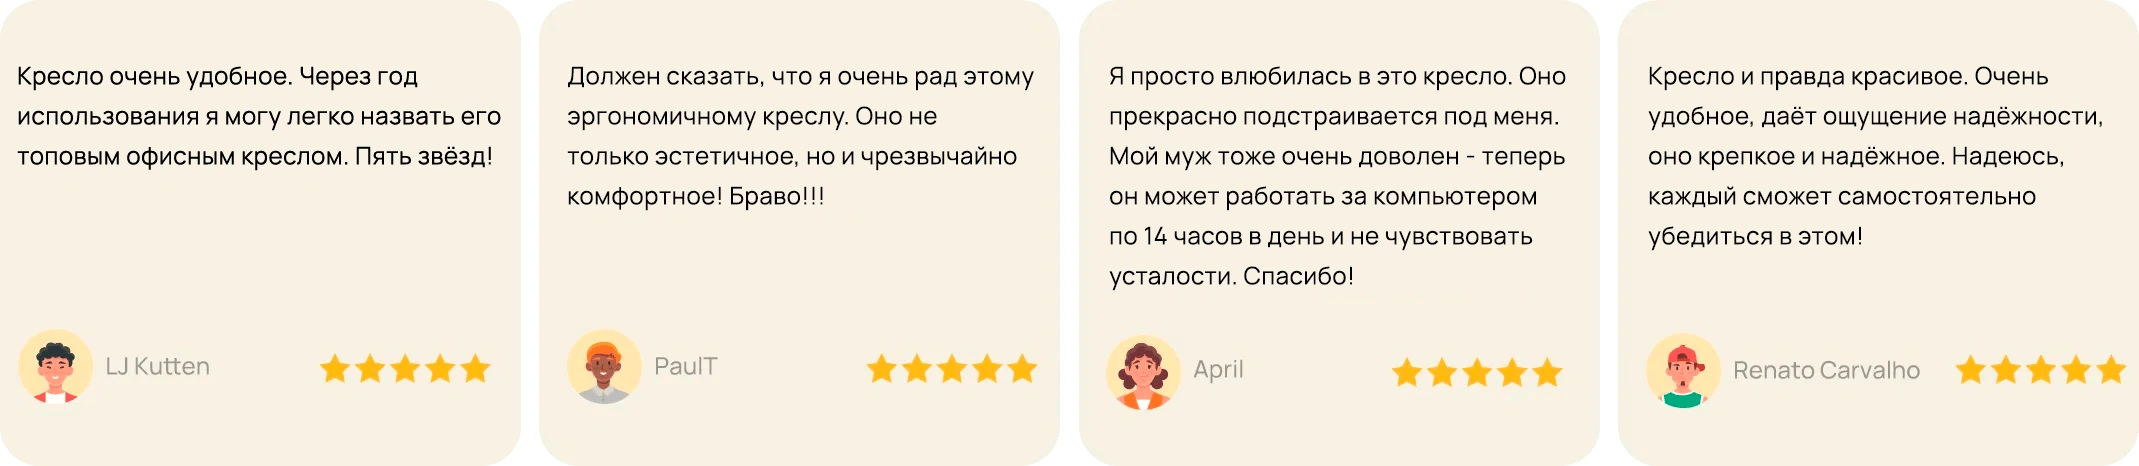 Кресло очень удобное. Через год
использования я могу легко назвать его
топовым офисным креслом. Пять звёзд!
LJ Kutten
Должен сказать, что я очень рад этому
эргономичному креслу. Оно не
только эстетичное, но и чрезвычайно
комфортное! Браво!!!
PaulT
Я просто влюбилась в это кресло. Оно
прекрасно подстраивается под меня.
Мой муж тоже очень доволен - теперь
он может работать за компьютером
по 14 часов в день и не чувствовать
усталости. Спасибо!
April
Кресло и правда красивое. Очень
удобное, даёт ощущение надёжности,
оно крепкое и надёжное. Надеюсь,
каждый сможет самостоятельно
убедиться в этом!
Renato Carvalho